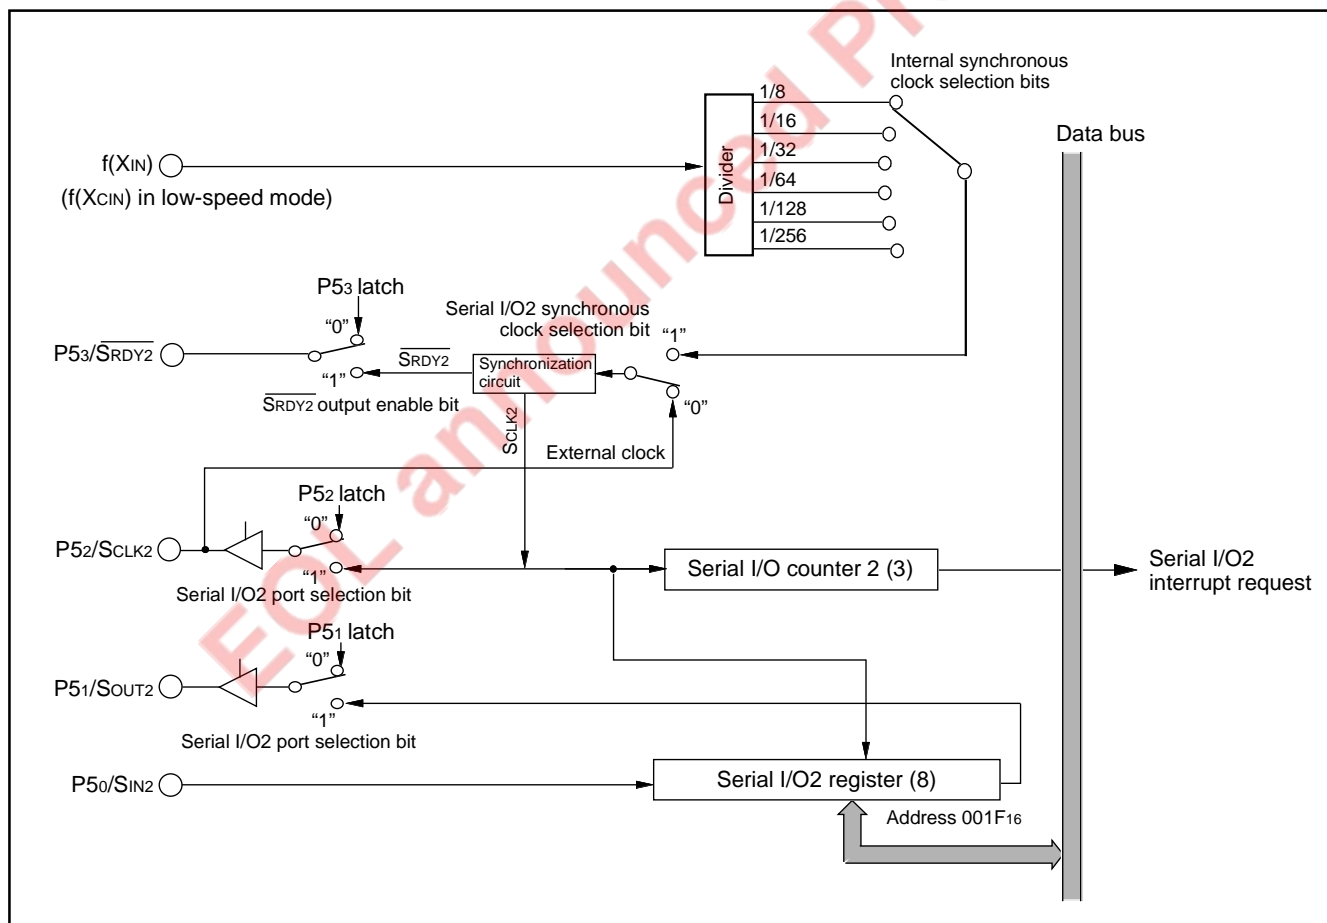 EOL announced Pr
Internal synchronous
clock selection bits
1/8
1/16
1/32
1/64
1/128
1/256
Divider
Data bus
f(XIN)
(f(XCIN) in low-speed mode)
P53 latch
“0”
“1”
P53/SRDY2
SRDY2
SRDY2 output enable bit
Serial I/O2 synchronous
clock selection bit
“1”
“0”
Synchronization
circuit
SCLK2
External clock
P52 latch
“0”
“1”
P52/SCLK2
Serial I/O2 port selection bit
Serial I/O counter 2 (3)
Serial I/O2
interrupt request
P51 latch
“0”
“1”
P51/SOUT2
Serial I/O2 port selection bit
P50/SIN2
Serial I/O2 register (8)
Address 001F16